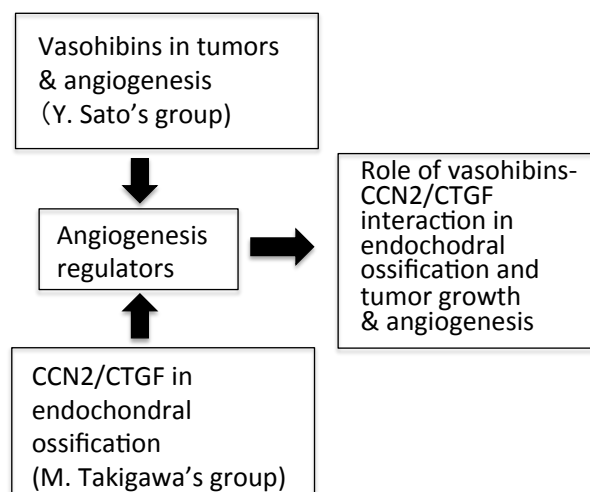 Vasohibins in tumors
& angiogenesis
（Y. Sato’s group)
Angiogenesis
regulators
CCN2/CTGF in
endochondral
ossification
(M. Takigawa’s group)
Role of vasohibins-
CCN2/CTGF
interaction in
endochodral
ossification and
tumor growth
& angiogenesis